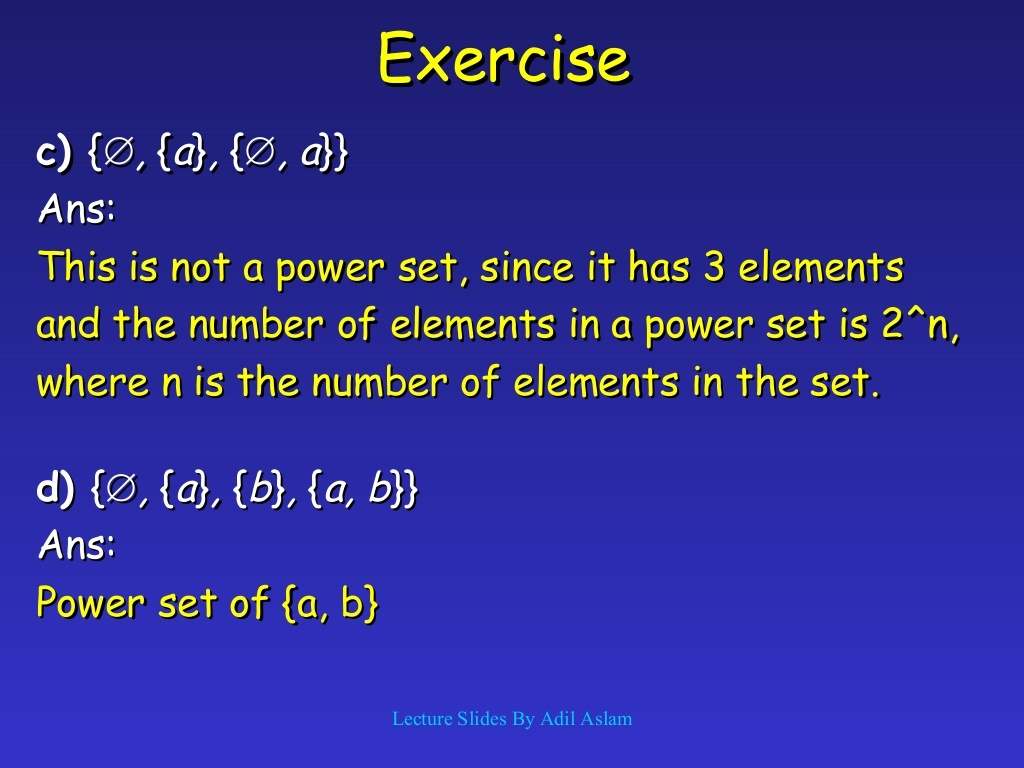 Exercise
c) {∅, {a}, {∅, a}}
Ans:
This is not a power set, since it has 3 elements
and the number of elements in a power set is 2^n,
where n is the number of elements in the set.
d) {∅, {a}, {b}, {a, b}}
Ans:
Power set of {a, b}
Lecture Slides By Adil Aslam